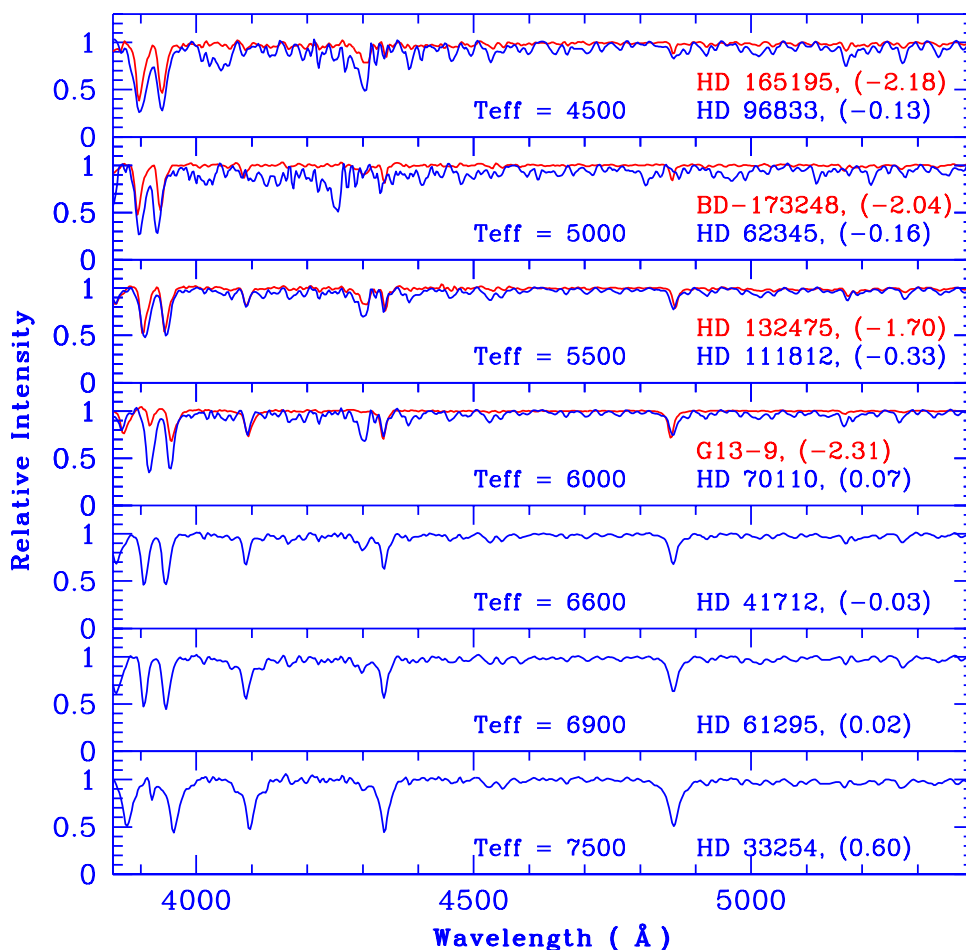 1
0.5
0
HD 165195, (−2.18)
Teff = 4500 HD 96833, (−0.13)
1
0.5
0
BD−173248, (−2.04)
Teff = 5000 HD 62345, (−0.16)
1
0.5
0
HD 132475, (−1.70)
Teff = 5500 HD 111812, (−0.33)
1
0.5
0
G13−9, (−2.31)
Teff = 6000 HD 70110, (0.07)
1
0.5
0
Teff = 6600 HD 41712, (−0.03)
1
0.5
0
Teff = 6900 HD 61295, (0.02)
1
0.5
0
Teff = 7500 HD 33254, (0.60)
Relative Intensity
4000 4500 5000
Wavelength ( Å )